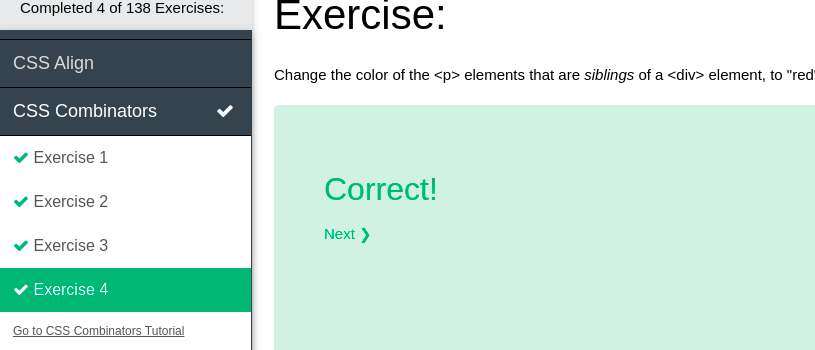 Completed 4 of 138 Exercises:
CSS Align
CSS Combinators
Exercise 1
Exercise 2
Exercise 3
Exercise 4
Go to CSS Combinators Tutorial
Exercise:
Change the color of the <p> elements that are siblings of a <div> element, to "red"
Correct!
Next ❯